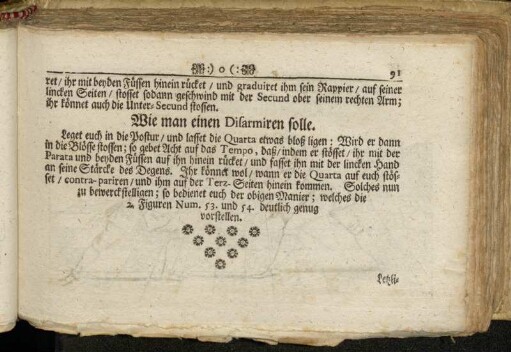 :) o (:
91
ret / ihr mit beyden Füssen hinein rücket / und graduiret ihm sein Rappier / auf seiner
lincken Seiten / stosset sodann geschwind mit der Secund ober seinem rechten Arm;
ihr könnet auch die Unter-Secund stossen.
Wie man einen Disarmiren solle.
Leget euch in die Postur / und lasset die Quarta etwas bloß ligen: Wird er dann
in die Blösse stossen; so gebet Acht auf das Tempo, daß / indem er stösset / ihr mit der
Parata und beyden Füssen auf ihn hinein rücket / und fasset ihn mit der lincken Hand
an seine Stärcke des Degens. Ihr könnet wol / wann er die Quarta auf euch stös-
set / contra-pariren / und ihm auf der Terz-Seiten hinein kommen. Solches nun
zu bewerckstelligen; so bedienet euch der obigen Manier; welches die
2. Figuren Num. 53. und 54. deutlich genug
vorstellen.
Letzli-